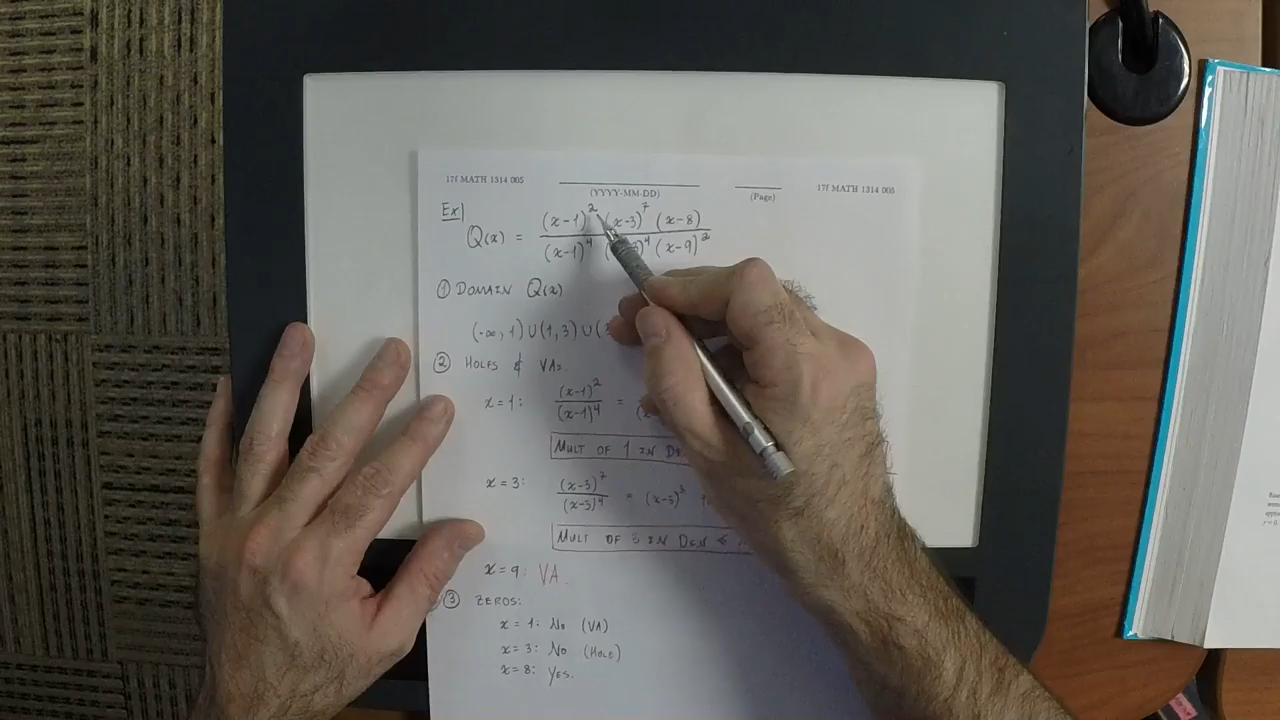 17f MATH 1314 005
(YYYY-MM-DD)
(Page)
17f MATH 1314 005
Ex
Q(x) = (x-1)^2 (x-3)^7 (x-8)
(x-1)^4 ( )^4 (x-9)^2
① DOMAIN Q(x)
(-∞, 1) ∪ (1, 3) ∪ (
② HOLES & VAs.
x=1: (x-1)^2 / (x-1)^4 =
MULT OF 1 IN
x=3: (x-3)^7 / (x-3)^4 = (x-3)^3
MULT OF 3 IN DEN <
x=9: VA.
③ ZEROS:
x=1: No (VA)
x=3: No (HOLE)
x=8: YES.